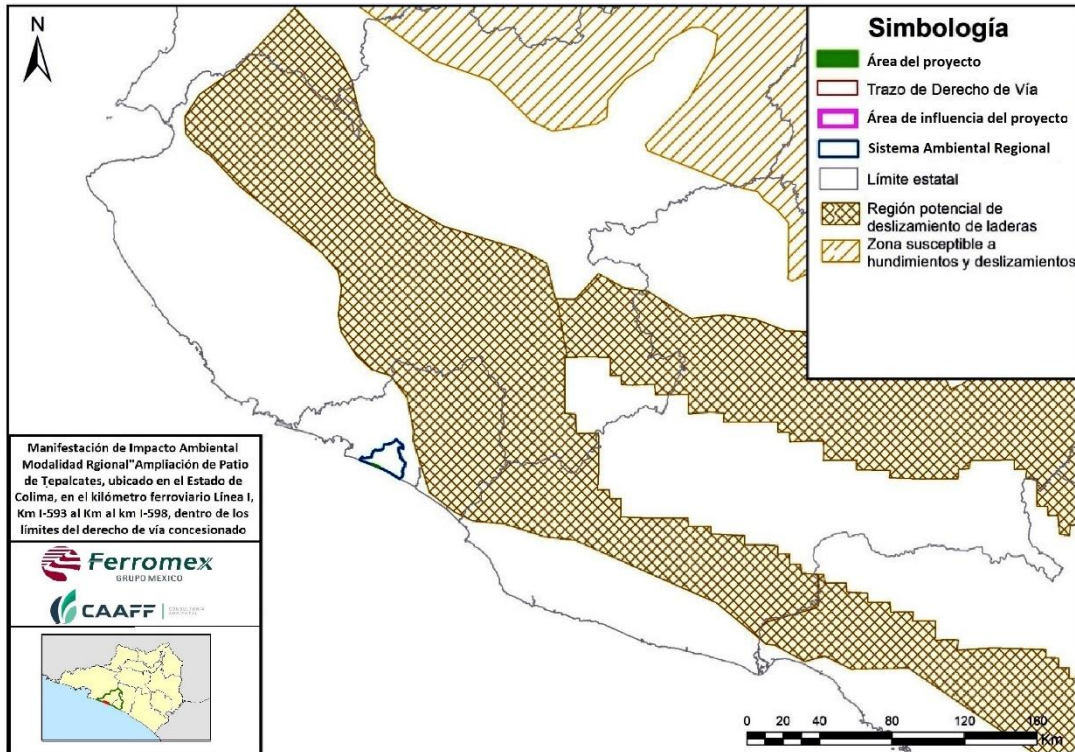 N
Simbología
Área del proyecto
Trazo de Derecho de Vía
Área de influencia del proyecto
Sistema Ambiental Regional
Límite estatal
Región potencial de
deslizamiento de laderas
Zona susceptible a
hundimientos y deslizamientos
Manifestación de Impacto Ambiental
Modalidad Rgional"Ampliación de Patio
de Tepalcates, ubicado en el Estado de
Colima, en el kilómetro ferroviario Línea I,
Km I-593 al Km al km I-598, dentro de los
límites del derecho de vía concesionado
Ferromex
GRUPO MEXICO
CAAFF CONSULTORÍA
AMBIENTAL
0 20 40 80 120 160
Km